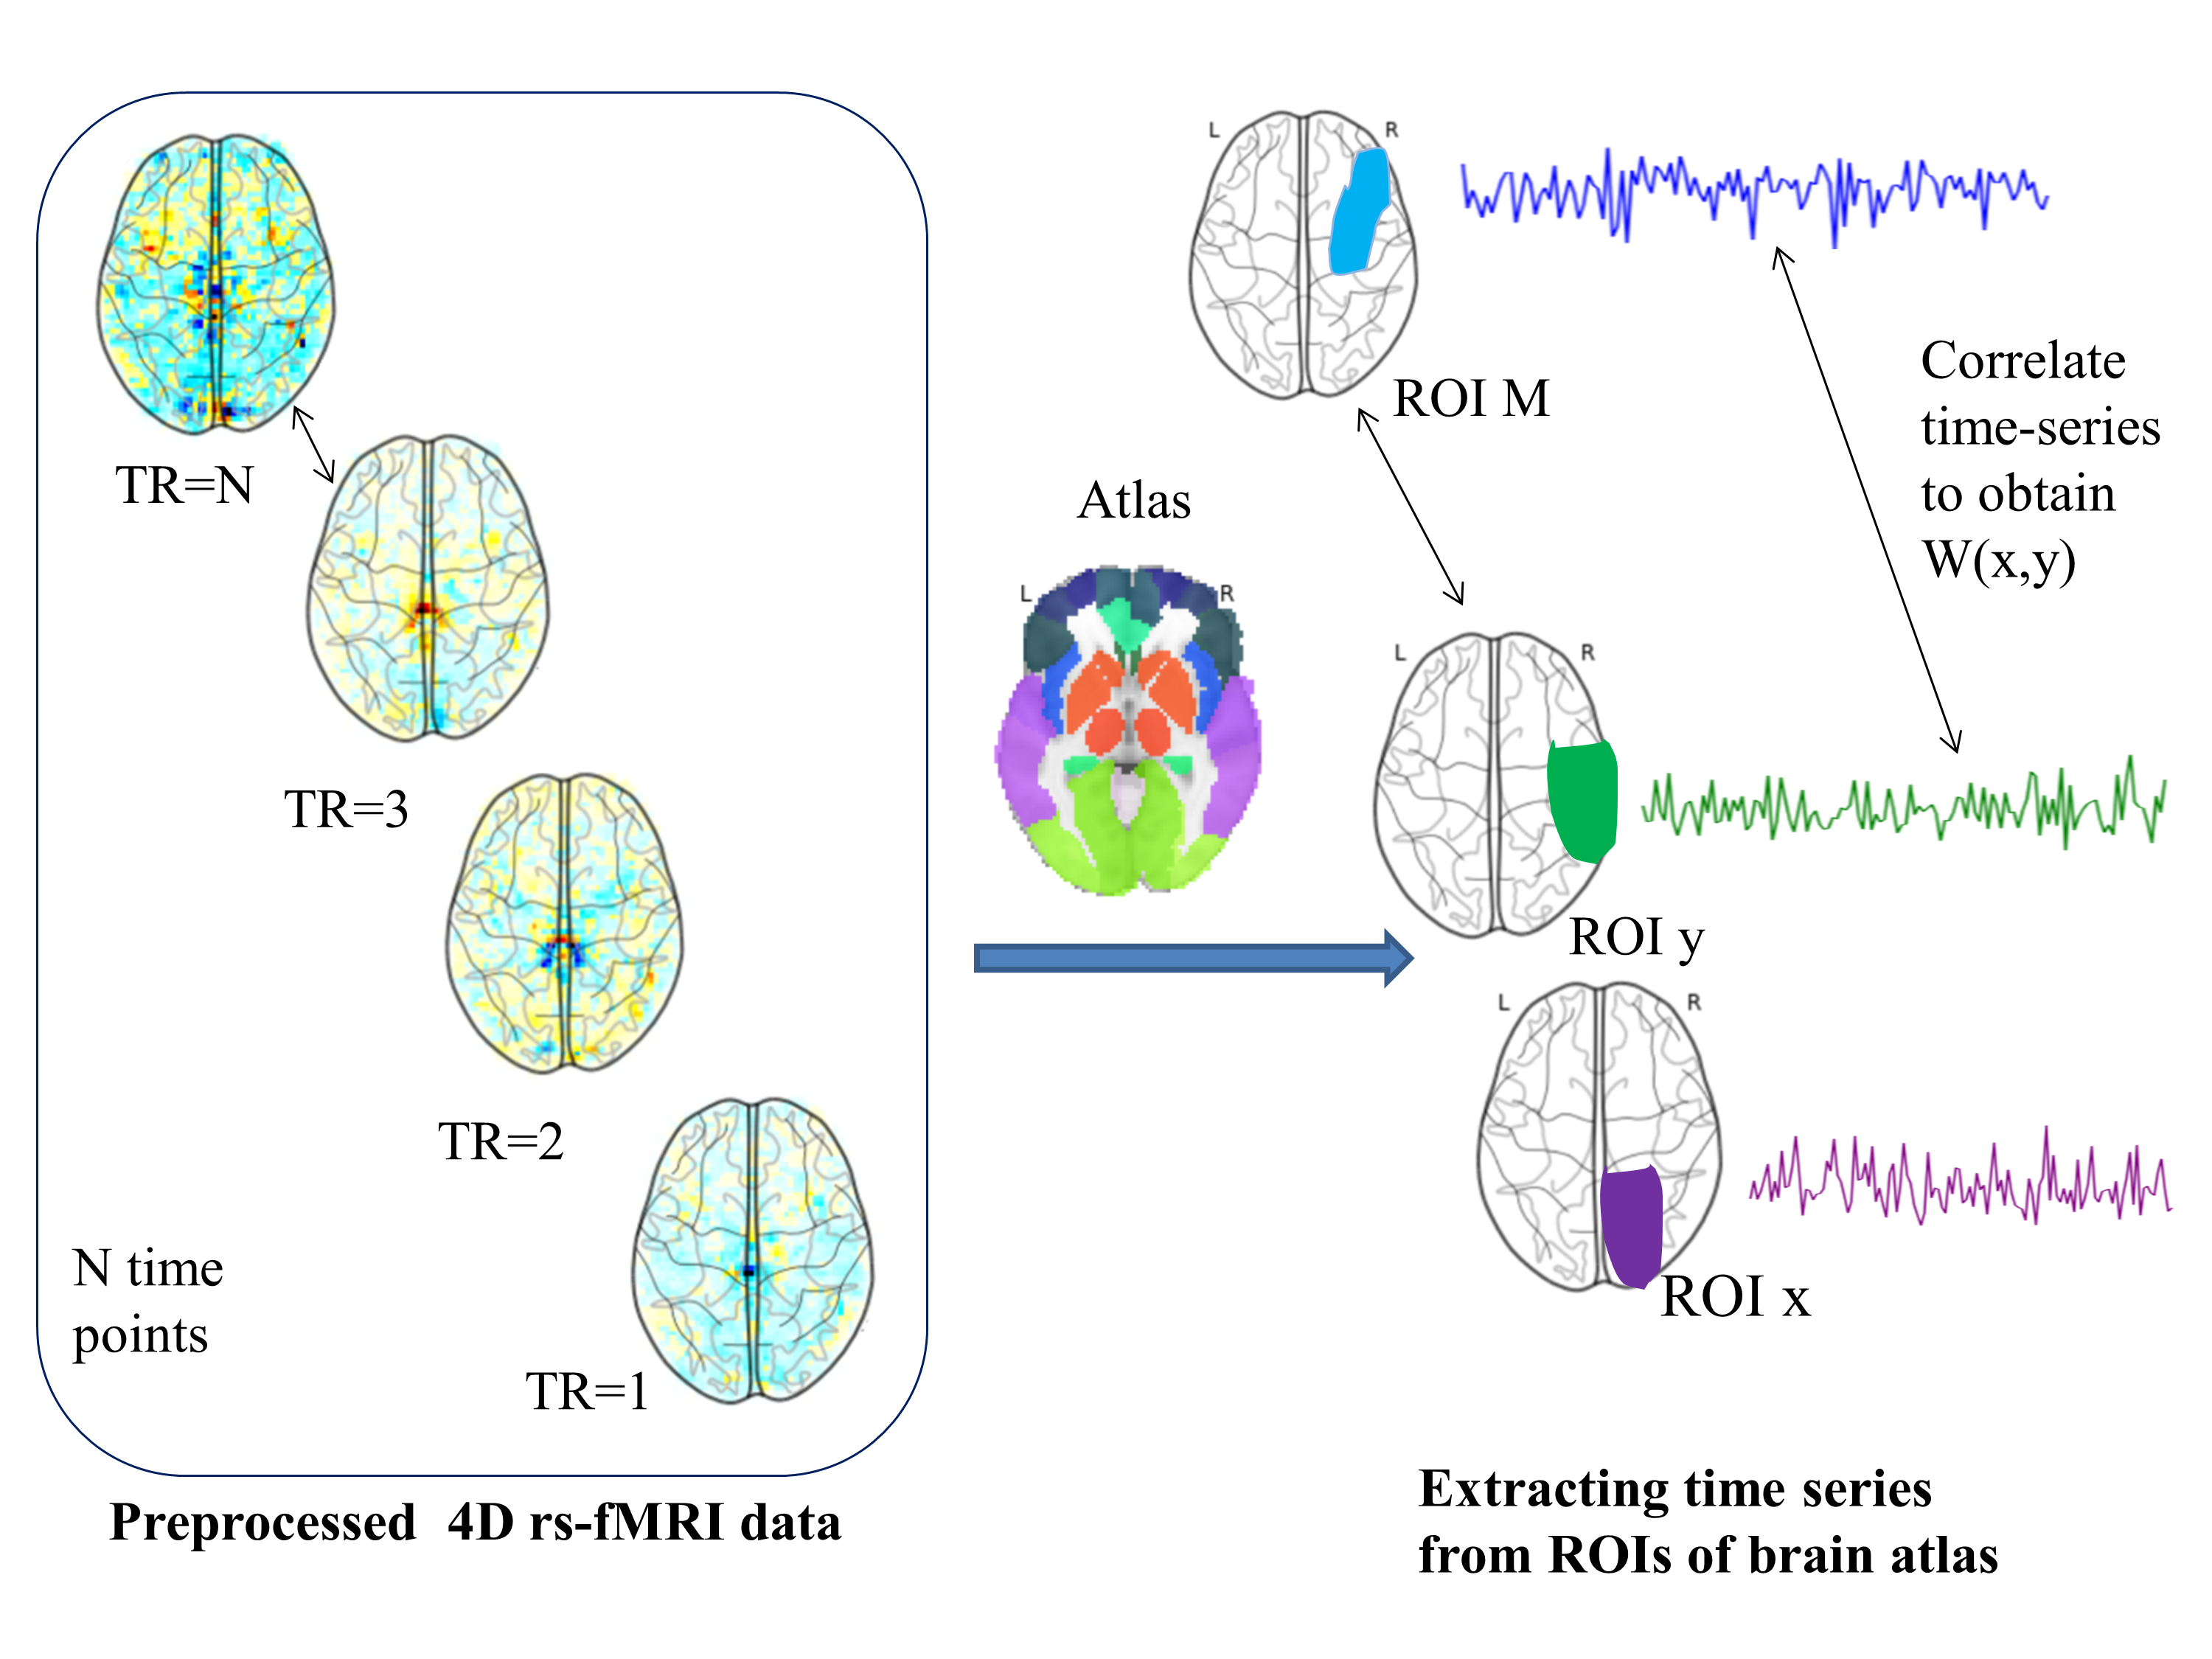 TR=N
TR=3
TR=2
TR=1
N time
points
Preprocessed 4D rs-fMRI data
Atlas
L R
L R
ROI M
L R
ROI y
L R
ROI x
Correlate
time-series
to obtain
W(x,y)
Extracting time series
from ROIs of brain atlas